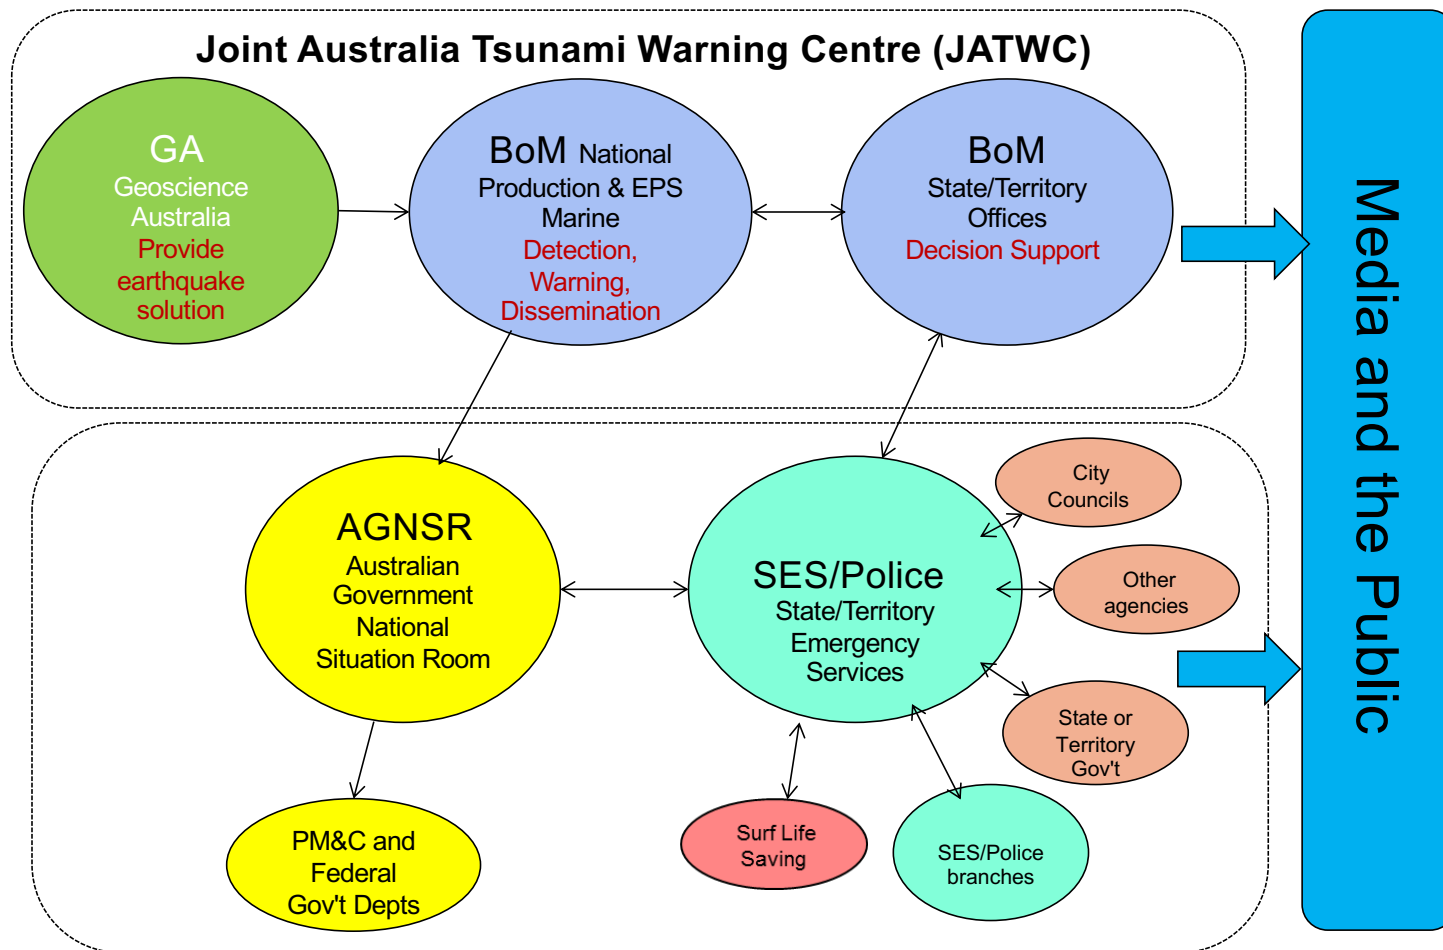 Joint Australia Tsunami Warning Centre (JATWC)
GA
Geoscience
Australia
Provide
earthquake
solution
BoM National
Production & EPS
Marine
Detection,
Warning,
Dissemination
BoM
State/Territory
Offices
Decision Support
AGNSR
Australian
Government
National
Situation Room
SES/Police
State/Territory
Emergency
Services
City
Councils
Other
agencies
State or
Territory
Gov't
PM&C and
Federal
Gov't Depts
Surf Life
Saving
SES/Police
branches
Media and the Public